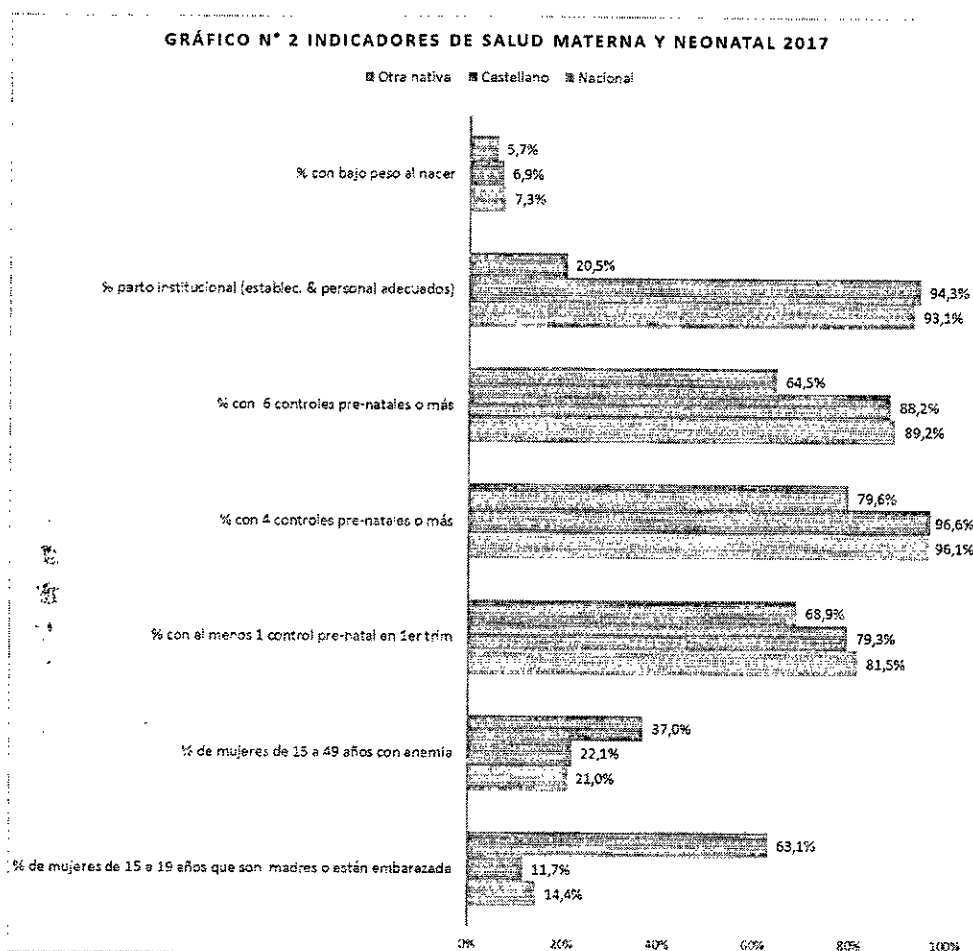 GRÁFICO N° 2 INDICADORES DE SALUD MATERNA Y NEONATAL 2017
Otra nativa Castellano Nacional
% con bajo peso al nacer
5,7%
6,9%
7,3%
% parto institucional (establec. & personal adecuados)
20,5%
94,3%
93,1%
% con 6 controles pre-natales o más
64,5%
88,2%
89,2%
% con 4 controles pre-natales o más
79,6%
96,6%
96,1%
% con al menos 1 control pre-natal en 1er trim
68,9%
79,3%
81,5%
% de mujeres de 15 a 49 años con anemia
37,0%
22,1%
21,0%
% de mujeres de 15 a 19 años que son madres o están embarazada
63,1%
11,7%
14,4%
0% 20% 40% 60% 80% 100%